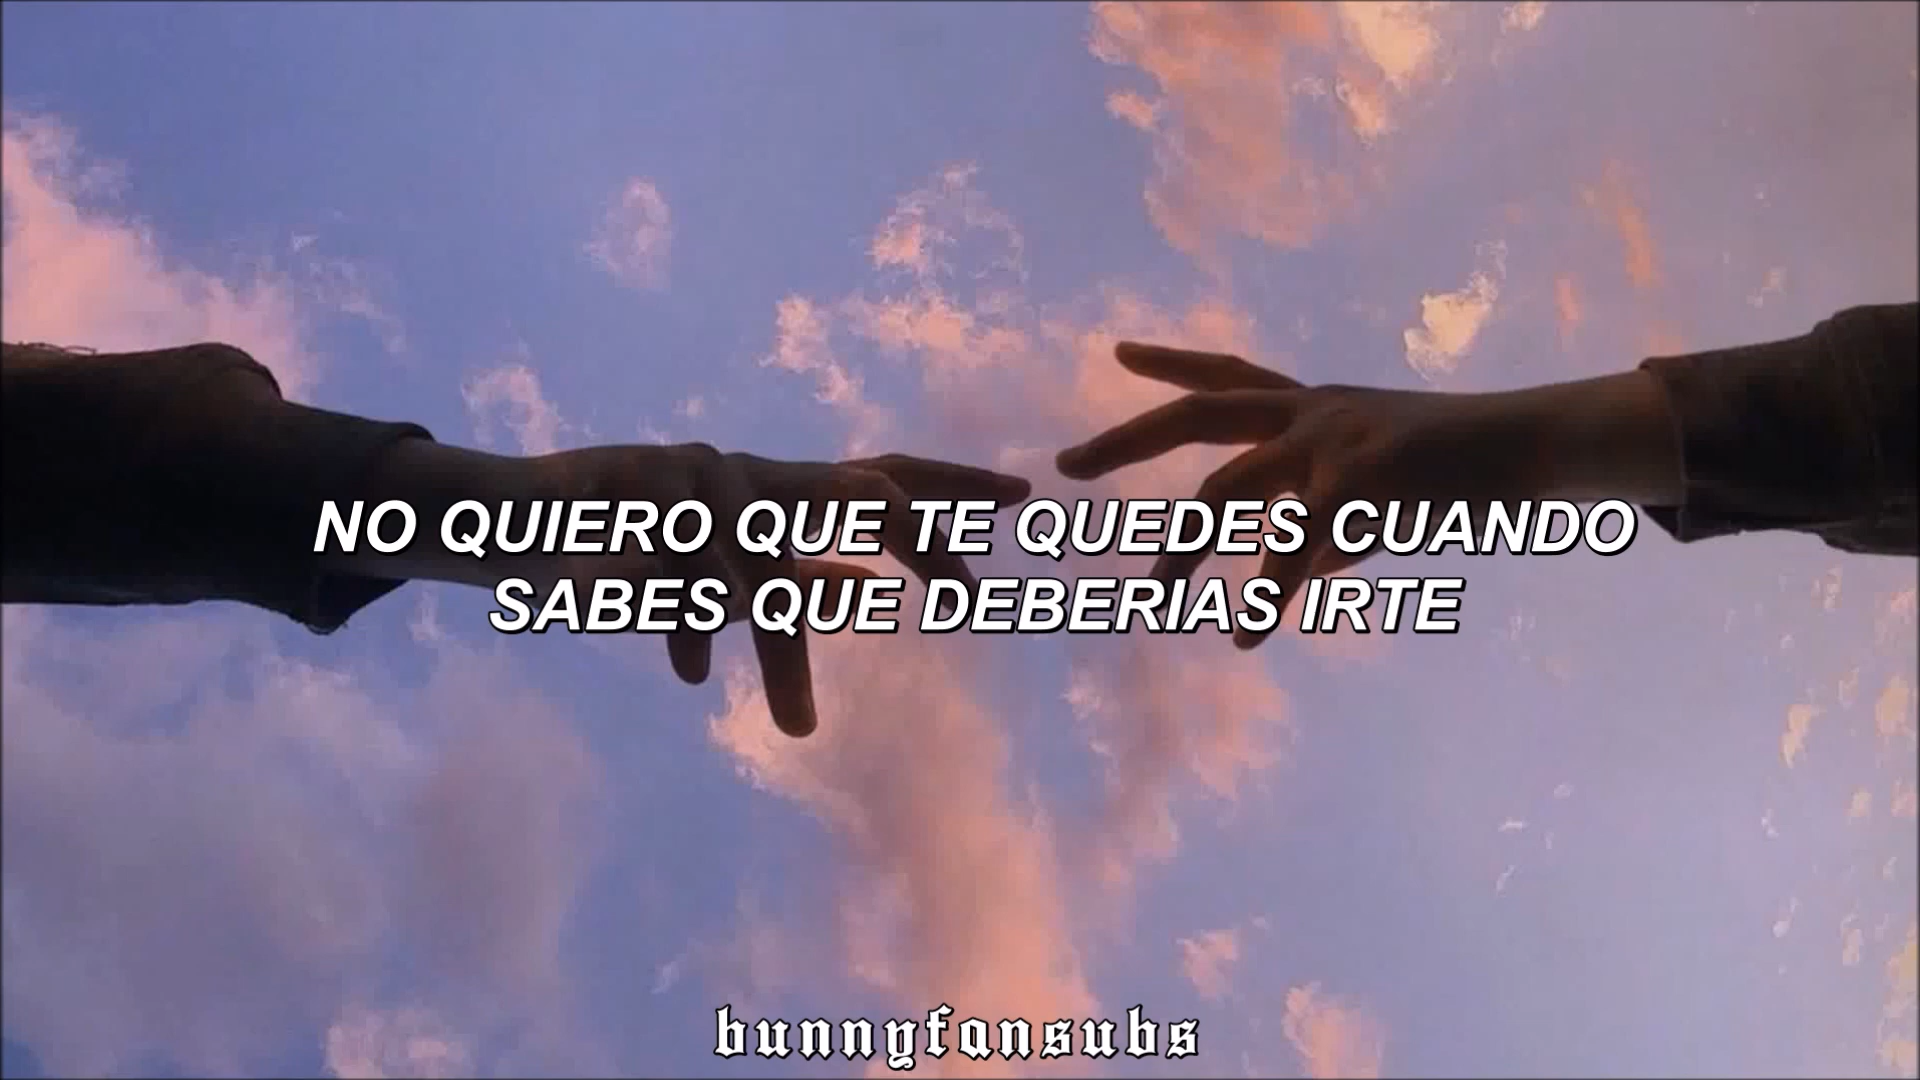 NO QUIERO QUE TE QUEDES CUANDO
SABES QUE DEBERIAS IRTE
bunnyfansubs